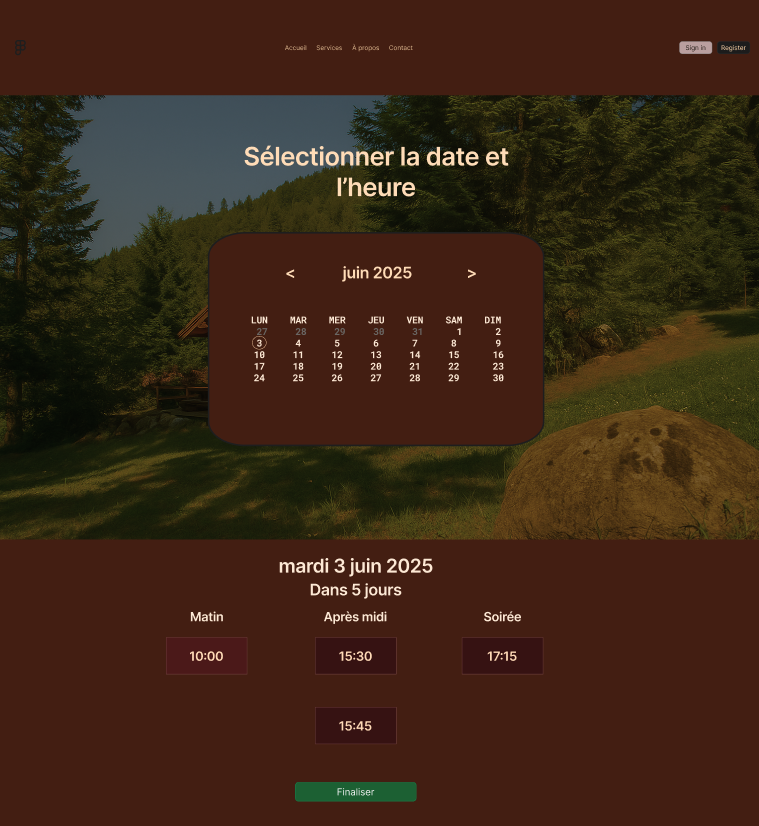 Accueil Services À propos Contact Sign in Register
Sélectionner la date et
l’heure
< juin 2025 >
LUN MAR MER JEU VEN SAM DIM
27 28 29 30 31 1 2
3 4 5 6 7 8 9
10 11 12 13 14 15 16
17 18 19 20 21 22 23
24 25 26 27 28 29 30
mardi 3 juin 2025
Dans 5 jours
Matin Après midi Soirée
10:00 15:30 17:15
15:45
Finaliser